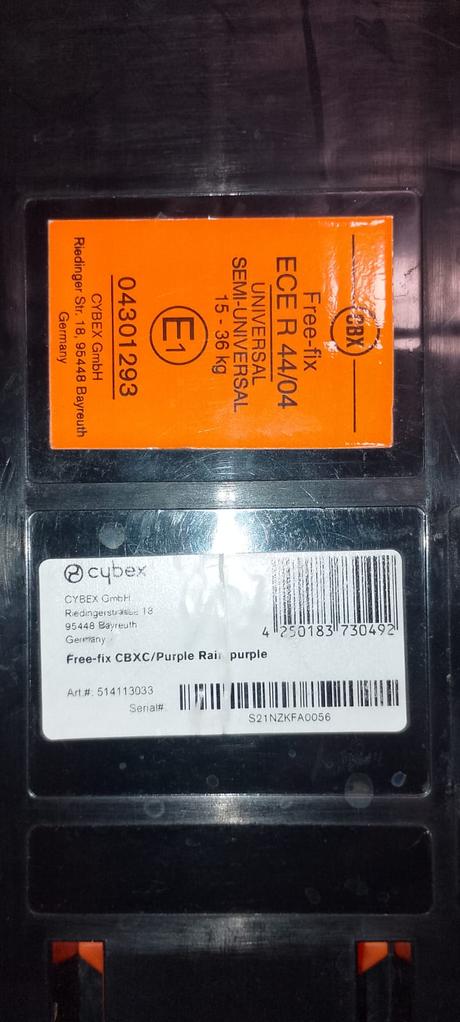 CBX
Free-fix
ECE R 44/04
UNIVERSAL
SEMI-UNIVERSAL
15 - 36 kg
E1
04301293
CYBEX GmbH
Riedinger Str. 18, 95448 Bayreuth
Germany
cybex
CYBEX GmbH
Riedingerstrasse 18
95448 Bayreuth
Germany
4 250183 730492
Free-fix CBXC/Purple Rain purple
Art.#: 514113033
Serial#:
S21NZKFA0056